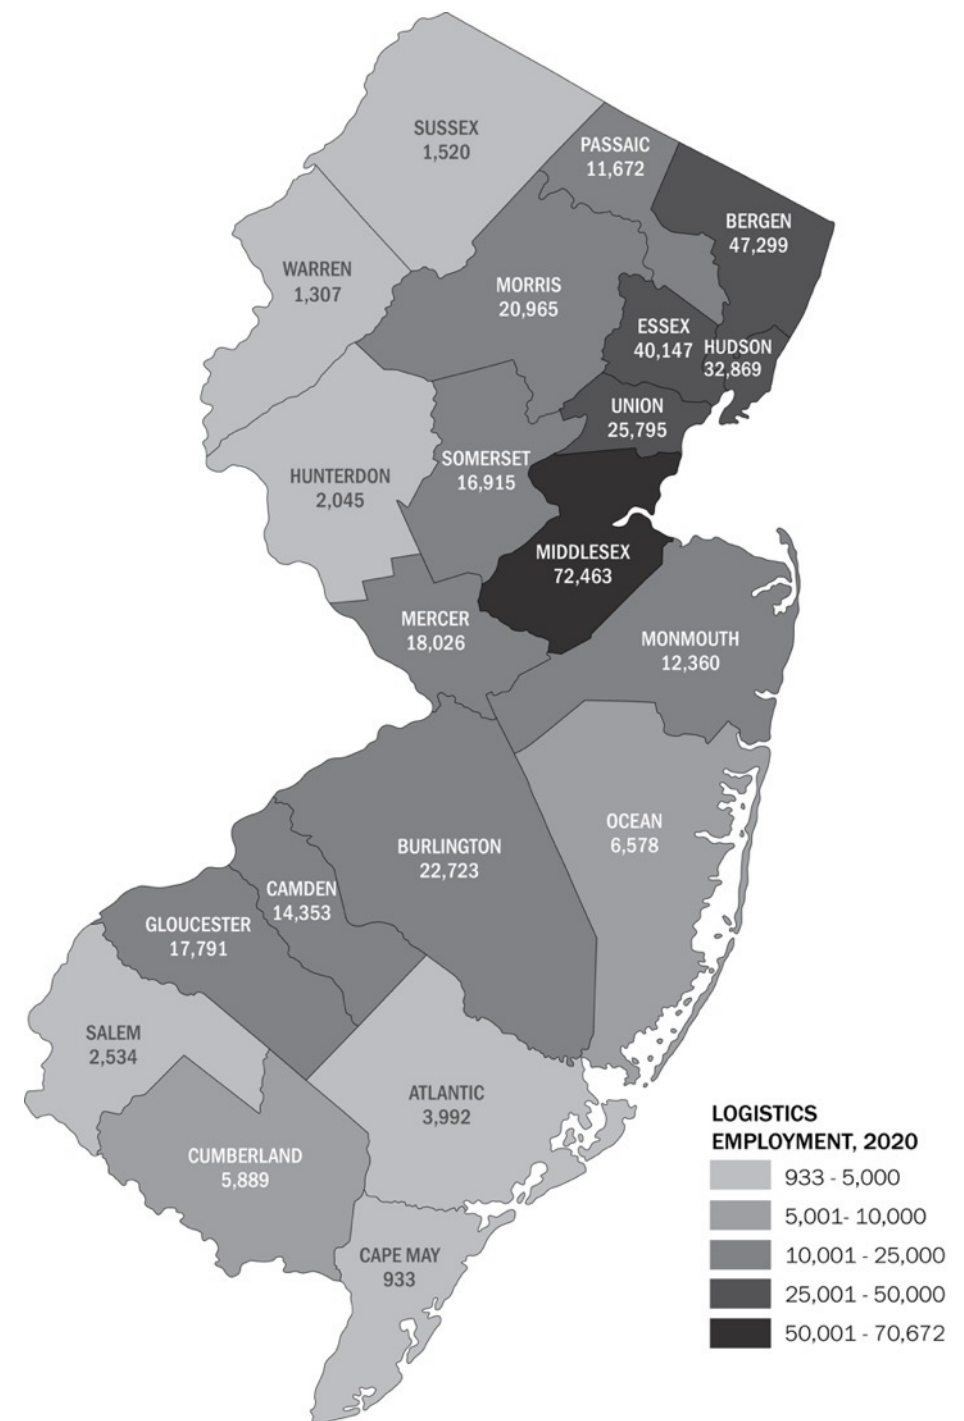 SUSSEX
1,520
PASSAIC
11,672
BERGEN
47,299
WARREN
1,307
MORRIS
20,965
ESSEX
40,147
HUDSON
32,869
UNION
25,795
HUNTERDON
2,045
SOMERSET
16,915
MIDDLESEX
72,463
MERCER
18,026
MONMOUTH
12,360
OCEAN
6,578
BURLINGTON
22,723
CAMDEN
14,353
GLOUCESTER
17,791
SALEM
2,534
ATLANTIC
3,992
CUMBERLAND
5,889
CAPE MAY
933
LOGISTICS
EMPLOYMENT, 2020
933 - 5,000
5,001- 10,000
10,001 - 25,000
25,001 - 50,000
50,001 - 70,672